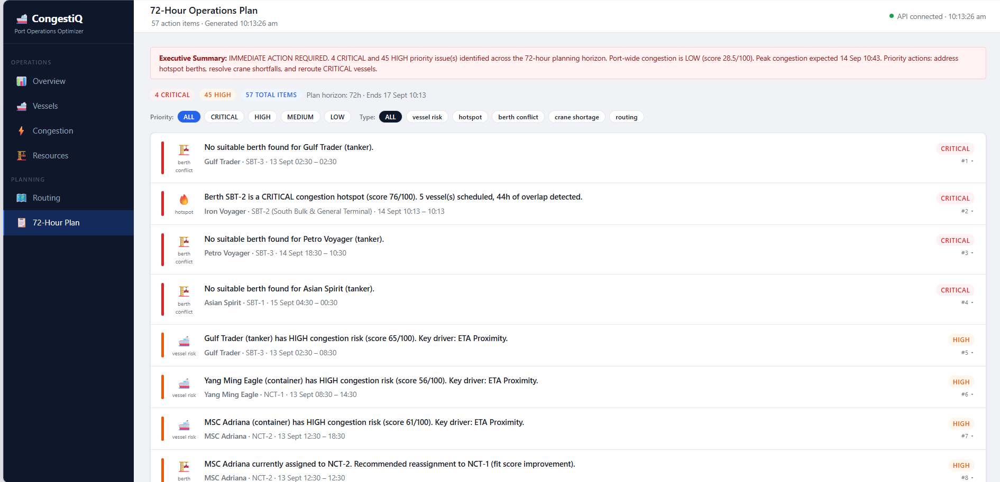 CongestiQ
Port Operations Optimizer
OPERATIONS
Overview
Vessels
Congestion
Resources
PLANNING
Routing
72-Hour Plan
72-Hour Operations Plan
57 action items · Generated 10:13:26 am
API connected · 10:13:26 am
Executive Summary: IMMEDIATE ACTION REQUIRED. 4 CRITICAL and 45 HIGH priority issue(s) identified across the 72-hour planning horizon. Port-wide congestion is LOW (score 28.5/100). Peak congestion expected 14 Sep 10:43. Priority actions: address
hotspot berths, resolve crane shortfalls, and reroute CRITICAL vessels.
4 CRITICAL 45 HIGH 57 TOTAL ITEMS Plan horizon: 72h · Ends 17 Sept 10:13
Priority: ALL CRITICAL HIGH MEDIUM LOW Type: ALL vessel risk hotspot berth conflict crane shortage routing
berth
conflict
No suitable berth found for Gulf Trader (tanker).
Gulf Trader · SBT-3 · 13 Sept 02:30 – 02:30
CRITICAL
#1
hotspot
Berth SBT-2 is a CRITICAL congestion hotspot (score 76/100). 5 vessel(s) scheduled, 44h of overlap detected.
Iron Voyager · SBT-2 (South Bulk & General Terminal) · 14 Sept 10:13 – 10:13
CRITICAL
#2
berth
conflict
No suitable berth found for Petro Voyager (tanker).
Petro Voyager · SBT-3 · 14 Sept 18:30 – 10:30
CRITICAL
#3
berth
conflict
No suitable berth found for Asian Spirit (tanker).
Asian Spirit · SBT-1 · 15 Sept 04:30 – 00:30
CRITICAL
#4
vessel risk
Gulf Trader (tanker) has HIGH congestion risk (score 65/100). Key driver: ETA Proximity.
Gulf Trader · SBT-3 · 13 Sept 02:30 – 08:30
HIGH
#5
vessel risk
Yang Ming Eagle (container) has HIGH congestion risk (score 56/100). Key driver: ETA Proximity.
Yang Ming Eagle · NCT-1 · 13 Sept 08:30 – 14:30
HIGH
#6
vessel risk
MSC Adriana (container) has HIGH congestion risk (score 61/100). Key driver: ETA Proximity.
MSC Adriana · NCT-2 · 13 Sept 12:30 – 18:30
HIGH
#7
berth
MSC Adriana currently assigned to NCT-2. Recommended reassignment to NCT-1 (fit score improvement).
MSC Adriana · NCT-2 · 13 Sept 12:30 – 12:30
HIGH
#8